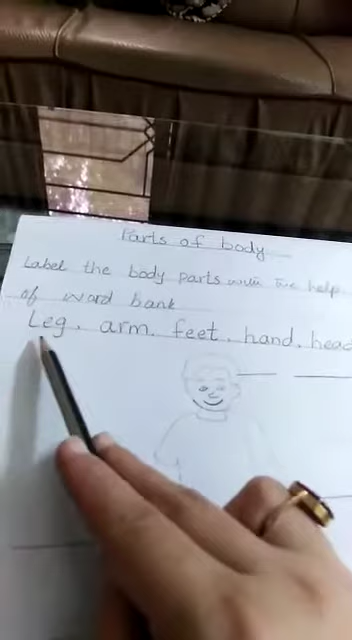 Parts of body
Label the body parts with the help
of word bank
Leg, arm, feet, hand, head